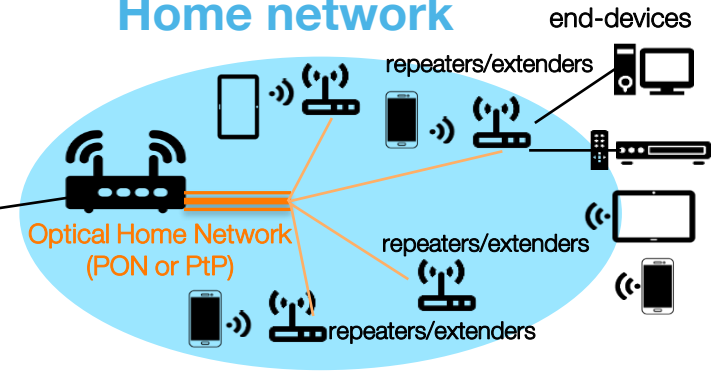 Home network
end-devices
repeaters/extenders
Optical Home Network
(PON or PtP)
repeaters/extenders
repeaters/extenders